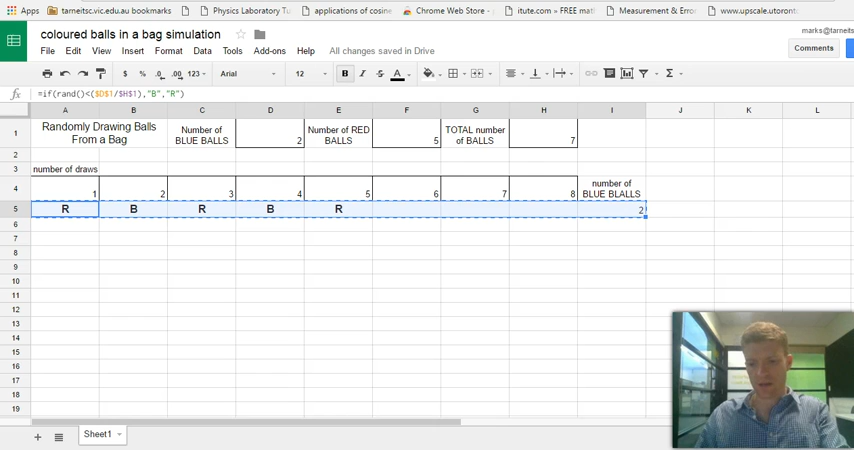 Apps tarneitsc.vic.edu.au bookmarks Physics Laboratory Tu applications of cosine Chrome Web Store - itute.com » FREE mat Measurement & Erro www.upscale.utoront
coloured balls in a bag simulation
marks@tarneits
File Edit View Insert Format Data Tools Add-ons Help All changes saved in Drive
Comments
$ % .0 .00 123 Arial 12 B I S A Σ
fx =if(rand()<($D$1/$H$1),"B","R")
A B C D E F G H I J K L
1 Randomly Drawing Balls From a Bag Number of BLUE BALLS 2 Number of RED BALLS 5 TOTAL number of BALLS 7
2
3 number of draws
4 1 2 3 4 5 6 7 8 number of BLUE BLALLS
5 R B R B R 2
6
7
8
9
10
11
12
13
14
15
16
17
18
19
+ Sheet1